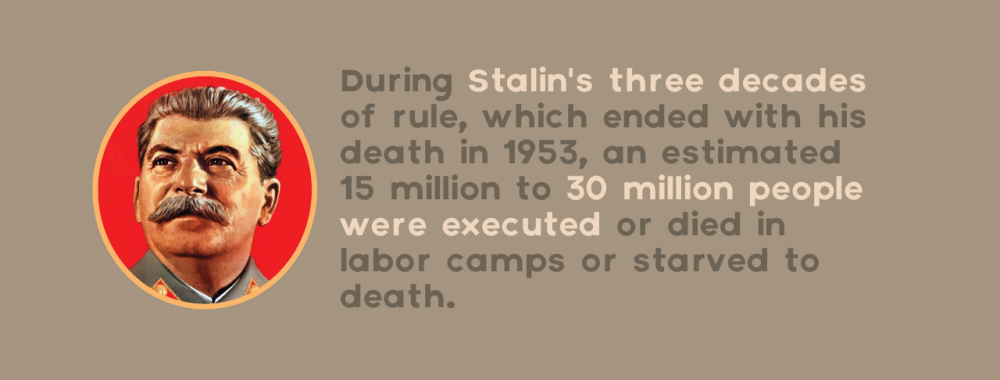 During Stalin's three decades
of rule, which ended with his
death in 1953, an estimated
15 million to 30 million people
were executed or died in
labor camps or starved to
death.